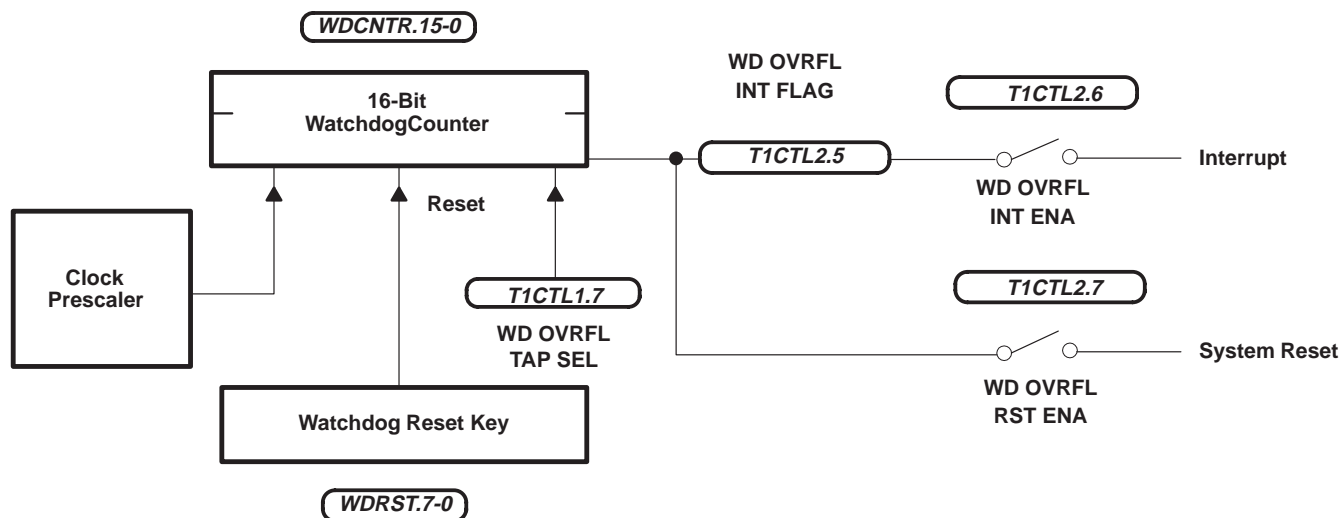 WDCNTR.15-0
16-Bit
WatchdogCounter
WD OVRFL
INT FLAG
T1CTL2.6
T1CTL2.5
Interrupt
WD OVRFL
INT ENA
Reset
Clock
Prescaler
T1CTL1.7
WD OVRFL
TAP SEL
T1CTL2.7
System Reset
WD OVRFL
RST ENA
Watchdog Reset Key
WDRST.7-0